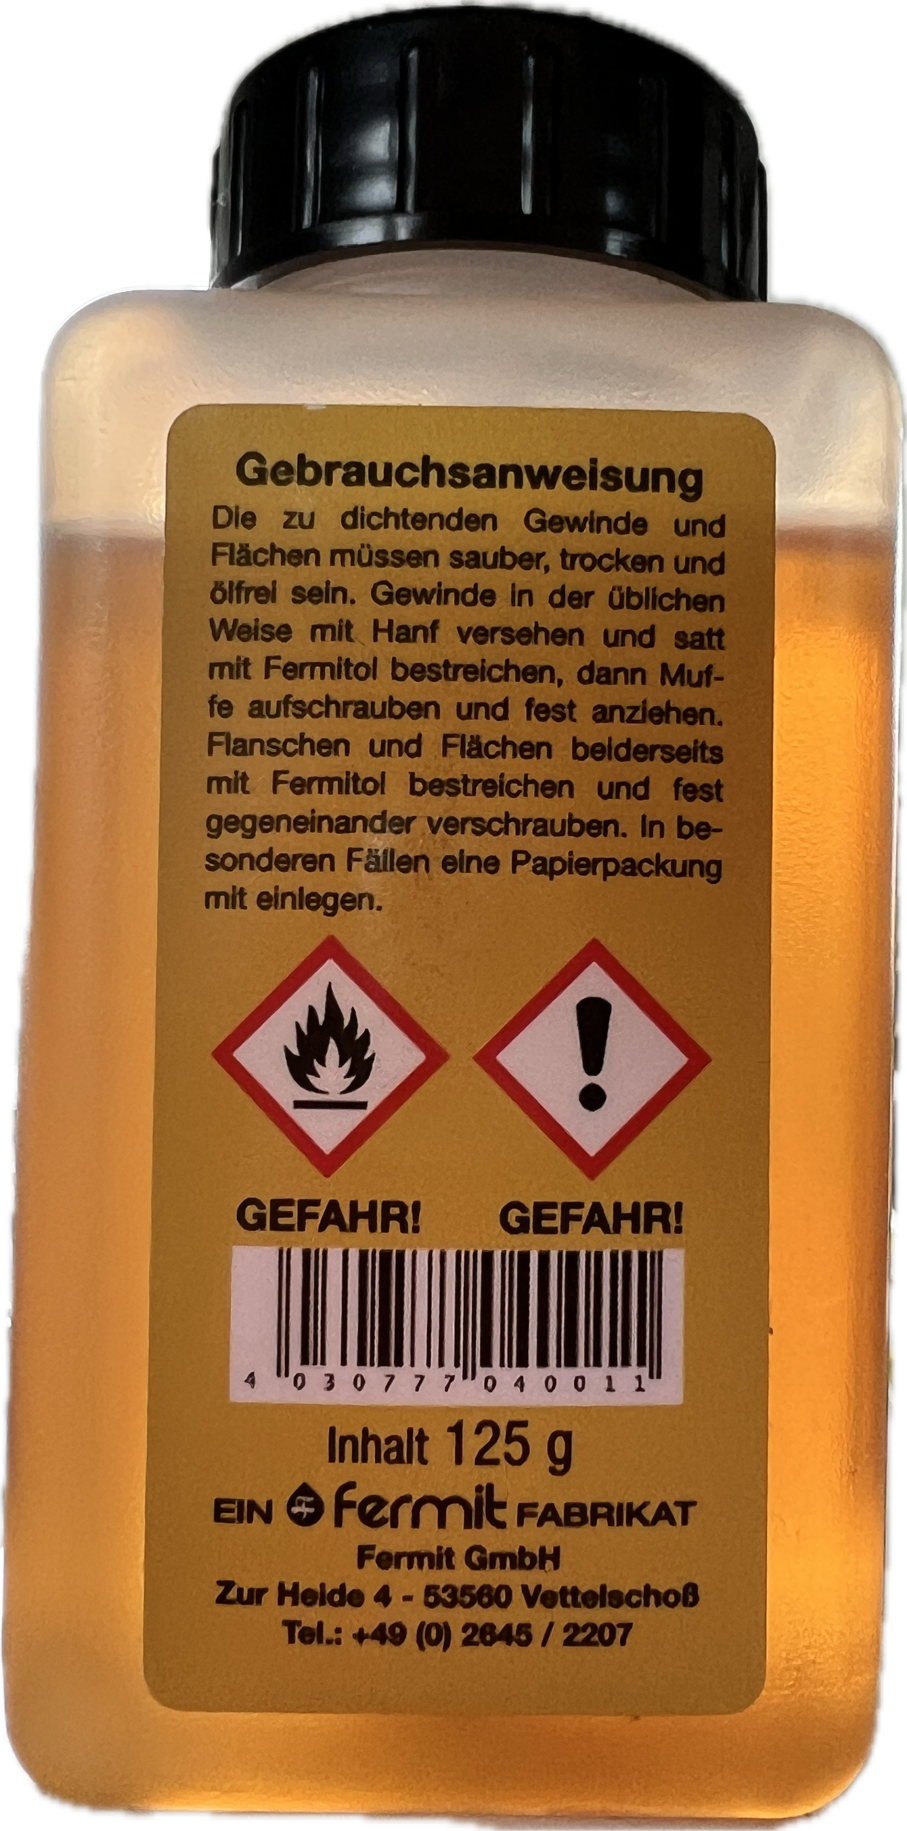 Gebrauchsanweisung
Die zu dichtenden Gewinde und
Flächen müssen sauber, trocken und
ölfrei sein. Gewinde in der üblichen
Weise mit Hanf versehen und satt
mit Fermitol bestreichen, dann Muf-
fe aufschrauben und fest anziehen.
Flanschen und Flächen beiderseits
mit Fermitol bestreichen und fest
gegeneinander verschrauben. In be-
sonderen Fällen eine Papierpackung
mit einlegen.
GEFAHR! GEFAHR!
4 030777 040011
Inhalt 125 g
EIN fermit FABRIKAT
Fermit GmbH
Zur Heide 4 - 53560 Vettelschoß
Tel.: +49 (0) 2645 / 2207